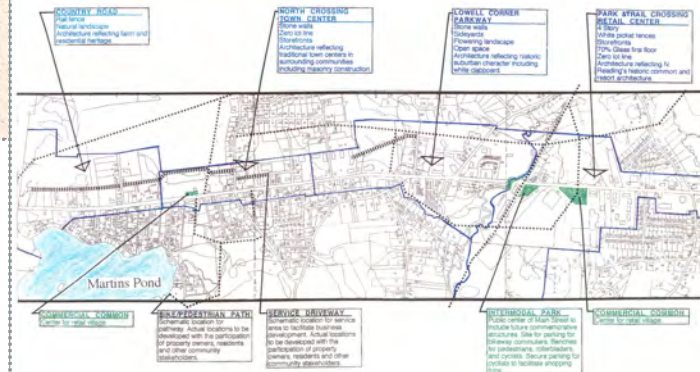 COUNTRY ROAD
Rail fence
Natural landscape
Architecture reflecting farm and
residential heritage
NORTH CROSSING
TOWN CENTER
Stone walls
Zero lot line
Storefronts
Architecture reflecting
traditional town centers in
surrounding communities
including masonry construction.
LOWELL CORNER
PARKWAY
Stone walls
Sideyards
Flowering landscape
Open space
Architecture reflecting historic
suburban character including
white clapboard.
PARK &TRAIL CROSSING
RETAIL CENTER
Story
White picket fences
Storefronts
70% Glass first floor
Zero lot line
Architecture reflecting N
Reading's historic common and
resort architecture.
Martins Pond
COMMERCIAL COMMON
Center for retail village.
BIKE/PEDESTRIAN PATH
Schematic location for
pathway. Actual locations to be
developed with the participation
of property owners, residents
and other community
stakeholders.
SERVICE DRIVEWAY
Schematic location for service
area to facilitate business
development. Actual locations
to be developed with the
participation of property
owners, residents and other
community stakeholders.
INTERMODAL PARK
Public center of Main Street to
include future commemorative
structures. Site for parking for
bikeway commuters. Benches
for pedestrians, rollerbladers,
and cyclists. Secure parking for
cyclists to facilitate shopping
COMMERCIAL COMMON
Centre for retail village.